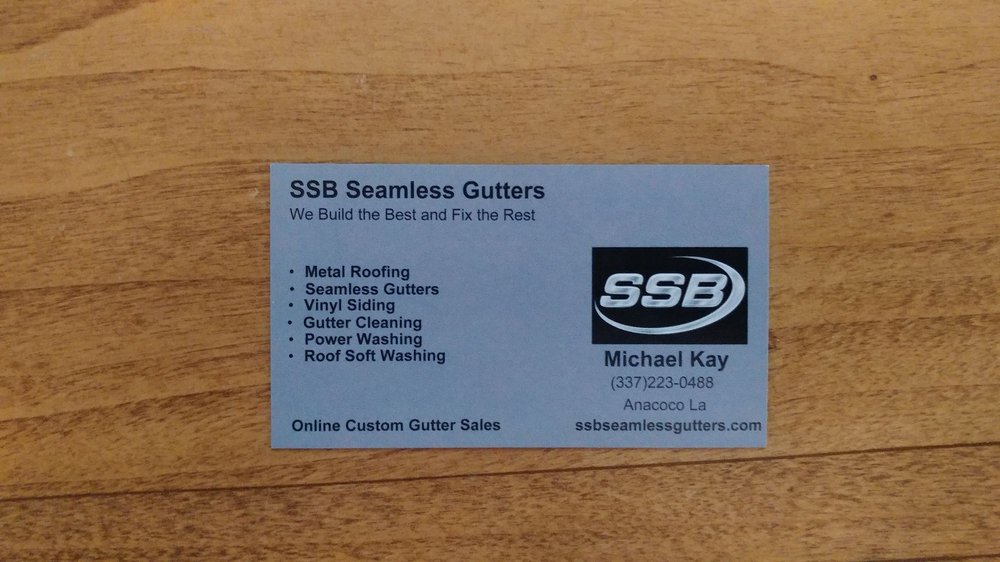 SSB Seamless Gutters
We Build the Best and Fix the Rest
• Metal Roofing
• Seamless Gutters
• Vinyl Siding
• Gutter Cleaning
• Power Washing
• Roof Soft Washing
Online Custom Gutter Sales
SSB
Michael Kay
(337)223-0488
Anacoco La
ssbseamlessgutters.com